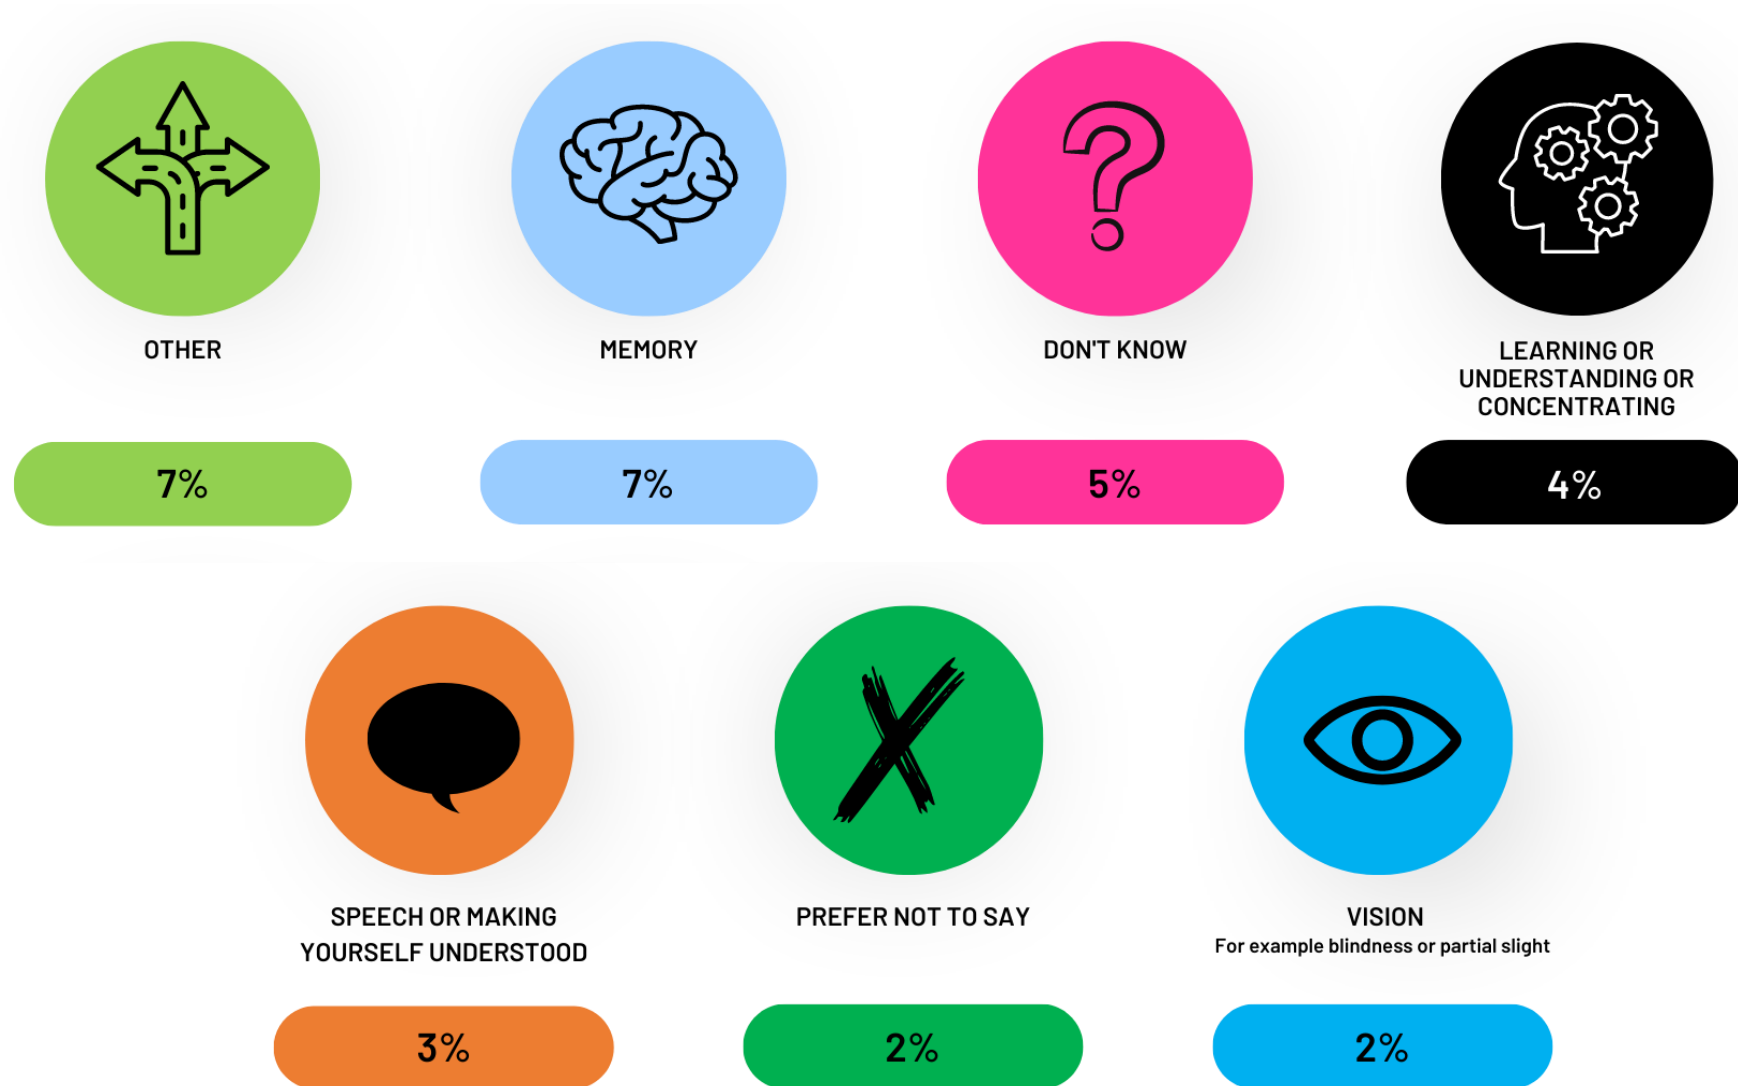 OTHER
MEMORY
DON'T KNOW
LEARNING OR
UNDERSTANDING OR
CONCENTRATING
7%
7%
5%
4%
SPEECH OR MAKING
YOURSELF UNDERSTOOD
PREFER NOT TO SAY
VISION
For example blindness or partial slight
3%
2%
2%